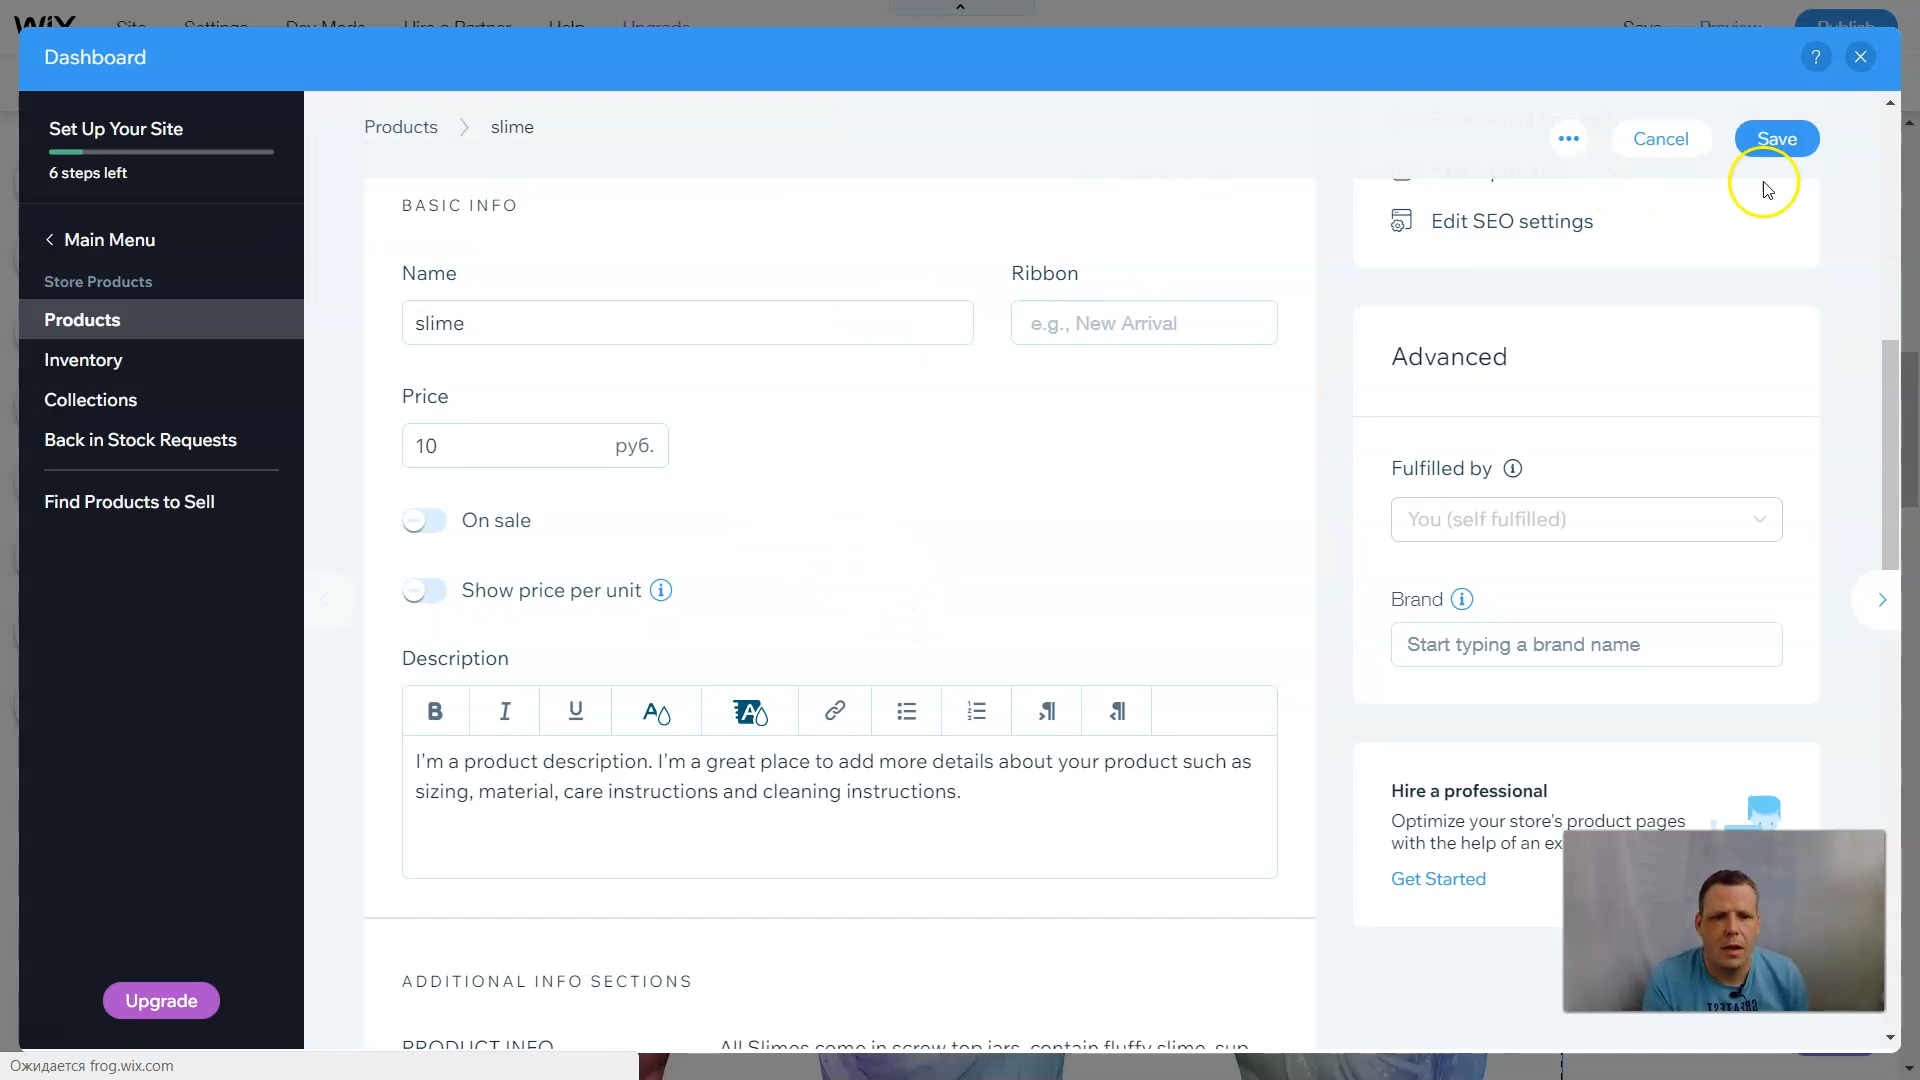 WiX Site Settings Dev Mode Hire a Partner Help Upgrade Save Preview Publish
Dashboard
?
Set Up Your Site
6 steps left
Main Menu
Store Products
Products
Inventory
Collections
Back in Stock Requests
Find Products to Sell
Upgrade
Products
slime
Cancel
Save
BASIC INFO
Name
slime
Ribbon
e.g., New Arrival
Price
10 руб.
On sale
Show price per unit
Description
B I U
I'm a product description. I'm a great place to add more details about your product such as
sizing, material, care instructions and cleaning instructions.
ADDITIONAL INFO SECTIONS
PRODUCT INFO
All Slimes come in screw top jars, contain fluffy slime, sup
Edit SEO settings
Advanced
Fulfilled by
You (self fulfilled)
Brand
Start typing a brand name
Hire a professional
Optimize your store's product pages
with the help of an ex
Get Started
Ожидается frog.wix.com